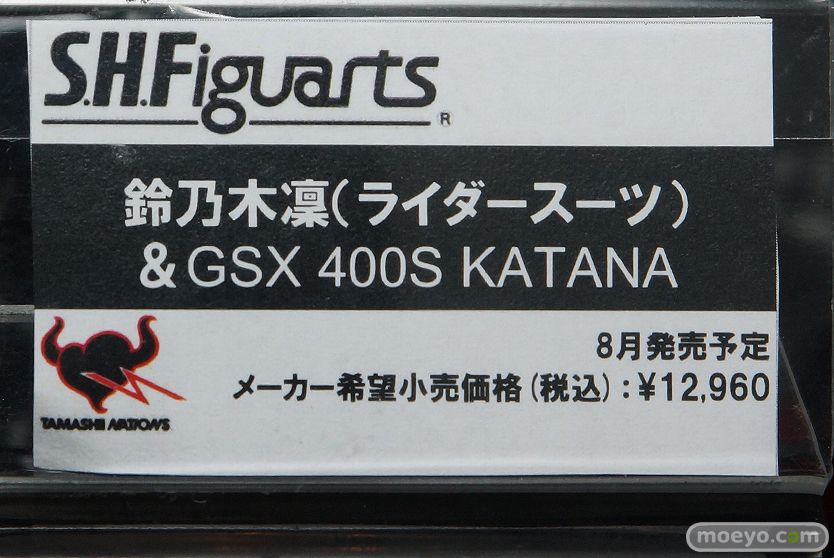 S.H.Figuarts®
鈴乃木凜(ライダースーツ)
&GSX 400S KATANA
8月発売予定
メーカー希望小売価格(税込):¥12,960
TAMASHII NATIONS
moeyo.com